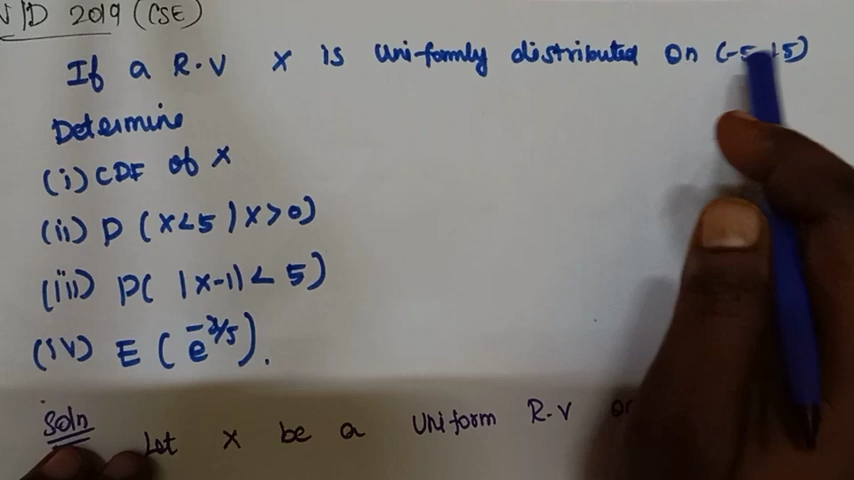 N/D 2019 (CSE)
If a R.V X is uniformly distributed on (-5,
Determine
(i) CDF of X
(ii) P(X<5 | X>0)
(iii) P(|X-1| < 5)
(iv) E(e^{-x/5}).
Soln
Let X be a Uniform R.V